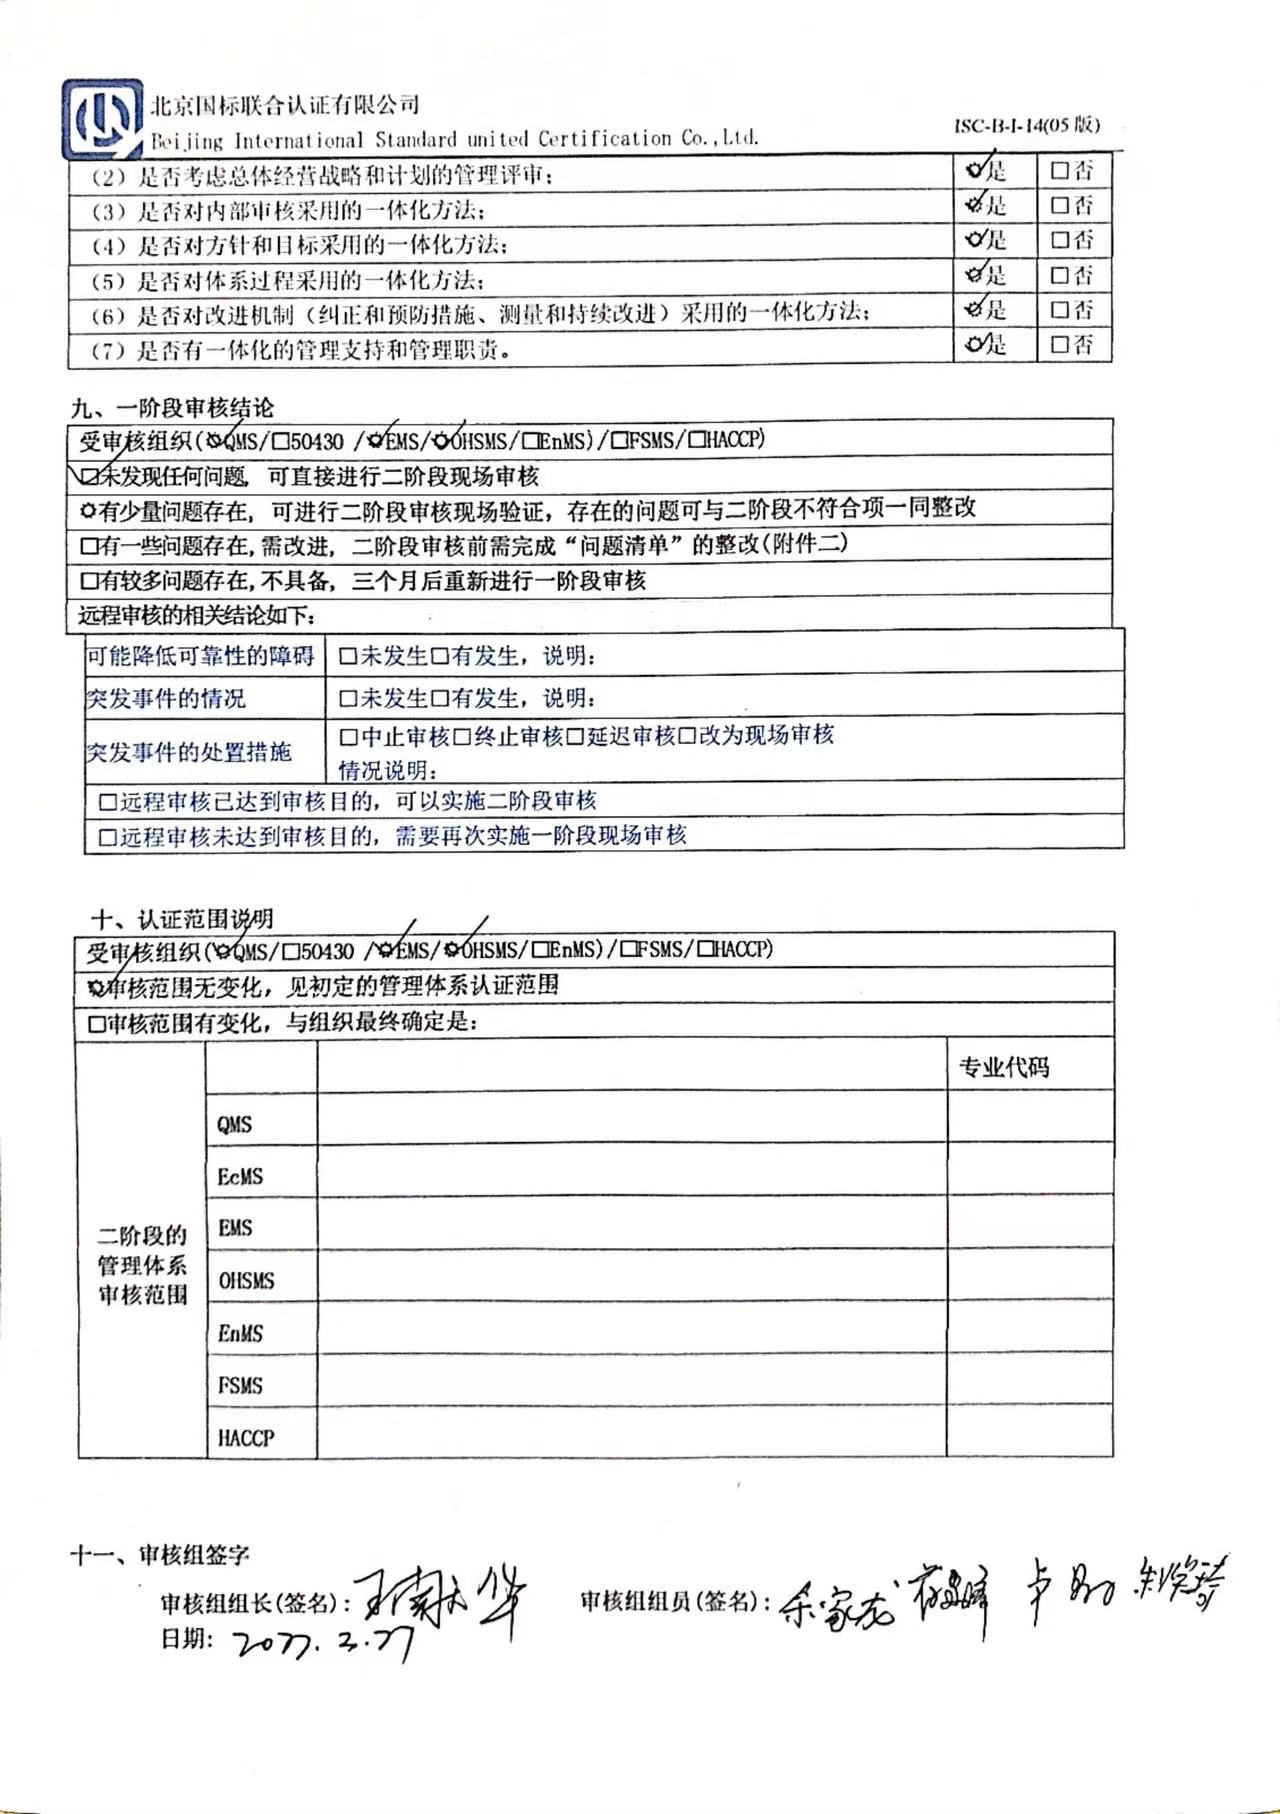 北京国标联合认证有限公司
Beijing International Standard united Certification Co.,Ltd.
ISC-B-I-14(05 版)
(2) 是否考虑总体经营战略和计划的管理评审; ☑是 □否
(3) 是否对内部审核采用的一体化方法; ☑是 □否
(4) 是否对方针和目标采用的一体化方法; ☑是 □否
(5) 是否对体系过程采用的一体化方法; ☑是 □否
(6) 是否对改进机制（纠正和预防措施、测量和持续改进）采用的一体化方法; ☑是 □否
(7) 是否有一体化的管理支持和管理职责。 ☑是 □否
九、一阶段审核结论
受审核组织(☑QMS/□50430 /☑EMS/☑OHSMS/□EnMS)/□FSMS/□HACCP)
☑未发现任何问题, 可直接进行二阶段现场审核
✿有少量问题存在, 可进行二阶段审核现场验证, 存在的问题可与二阶段不符合项一同整改
□有一些问题存在,需改进, 二阶段审核前需完成“问题清单”的整改(附件二)
□有较多问题存在,不具备, 三个月后重新进行一阶段审核
远程审核的相关结论如下:
可能降低可靠性的障碍 □未发生□有发生, 说明:
突发事件的情况 □未发生□有发生, 说明:
突发事件的处置措施 □中止审核□终止审核□延迟审核□改为现场审核
情况说明:
□远程审核已达到审核目的, 可以实施二阶段审核
□远程审核未达到审核目的, 需要再次实施一阶段现场审核
十、认证范围说明
受审核组织(☑QMS/□50430 /☑EMS/☑OHSMS/□EnMS)/□FSMS/□HACCP)
☑审核范围无变化, 见初定的管理体系认证范围
□审核范围有变化, 与组织最终确定是:
专业代码
二阶段的
管理体系
审核范围
QMS
EcMS
EMS
OHSMS
EnMS
FSMS
HACCP
十一、审核组签字
审核组组长(签名): 审核组组员(签名): 余家龙
日期: